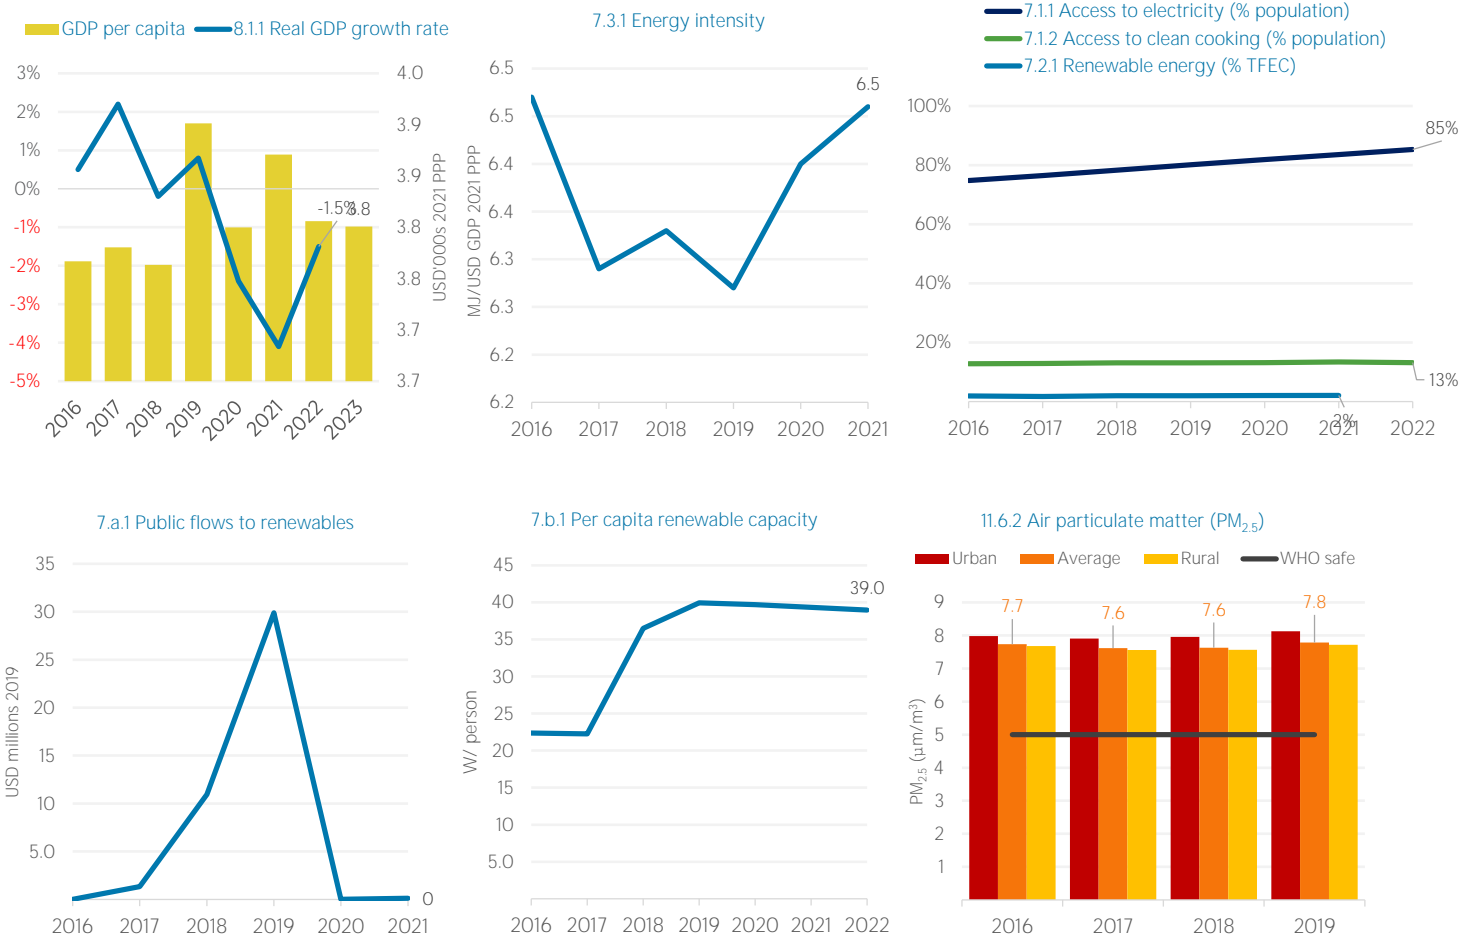 GDP per capita 8.1.1 Real GDP growth rate
3% 4.0
2% 3.9
1%
0% 3.9
-1% 3.8
-2%
-3% 3.8
-4% 3.7
-5% 3.7
-1.5% 3.8
USD'000s 2021 PPP
2016 2017 2018 2019 2020 2021 2022 2023
7.3.1 Energy intensity
6.5
6.5
6.4
6.4
6.3
6.3
6.2
6.2
6.5
MJ/USD GDP 2021 PPP
2016 2017 2018 2019 2020 2021
7.1.1 Access to electricity (% population)
7.1.2 Access to clean cooking (% population)
7.2.1 Renewable energy (% TFEC)
100%
80%
60%
40%
20%
85%
13%
2%
2016 2017 2018 2019 2020 2021 2022
7.a.1 Public flows to renewables
35
30
25
20
15
10
5.0
0
USD millions 2019
2016 2017 2018 2019 2020 2021
7.b.1 Per capita renewable capacity
45
40
35
30
25
20
15
10
5.0
39.0
W/ person
2016 2017 2018 2019 2020 2021 2022
11.6.2 Air particulate matter (PM2.5)
Urban Average Rural WHO safe
9
8
7
6
5
4
3
2
1
7.7 7.6 7.6 7.8
PM2.5 (μm/m³)
2016 2017 2018 2019